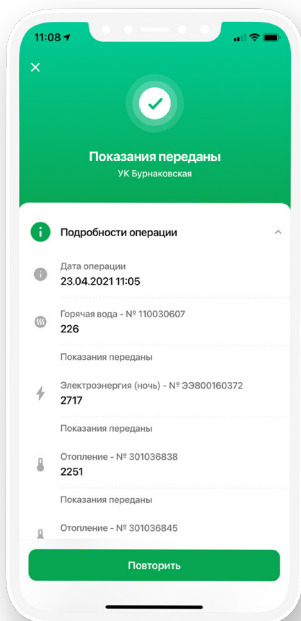 11:08
Показания переданы
УК Бурнаковская
Подробности операции
Дата операции
23.04.2021 11:05
Горячая вода - № 110030607
226
Показания переданы
Электроэнергия (ночь) - № ЭЭ800160372
2717
Показания переданы
Отопление - № 301036838
2251
Показания переданы
Отопление - № 301036845
Повторить